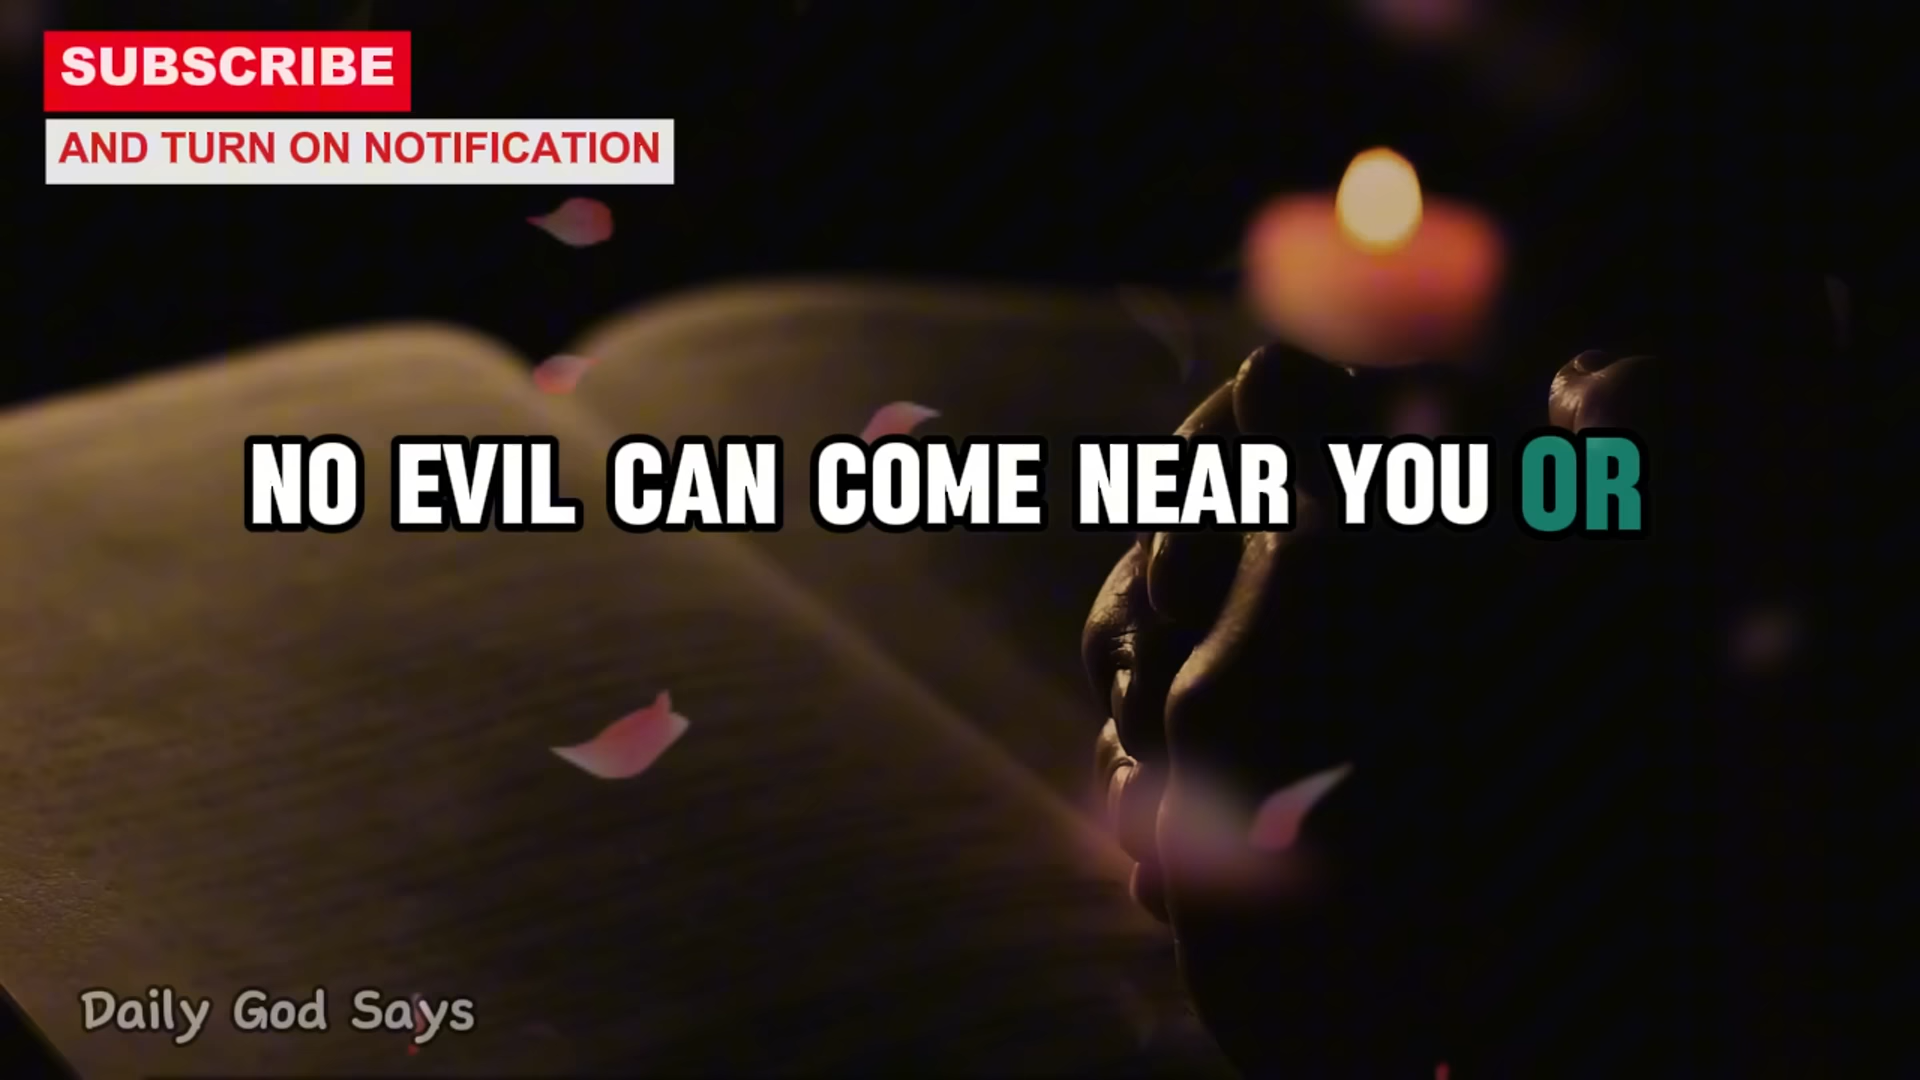 SUBSCRIBE
AND TURN ON NOTIFICATION
NO EVIL CAN COME NEAR YOU OR
Daily God Says